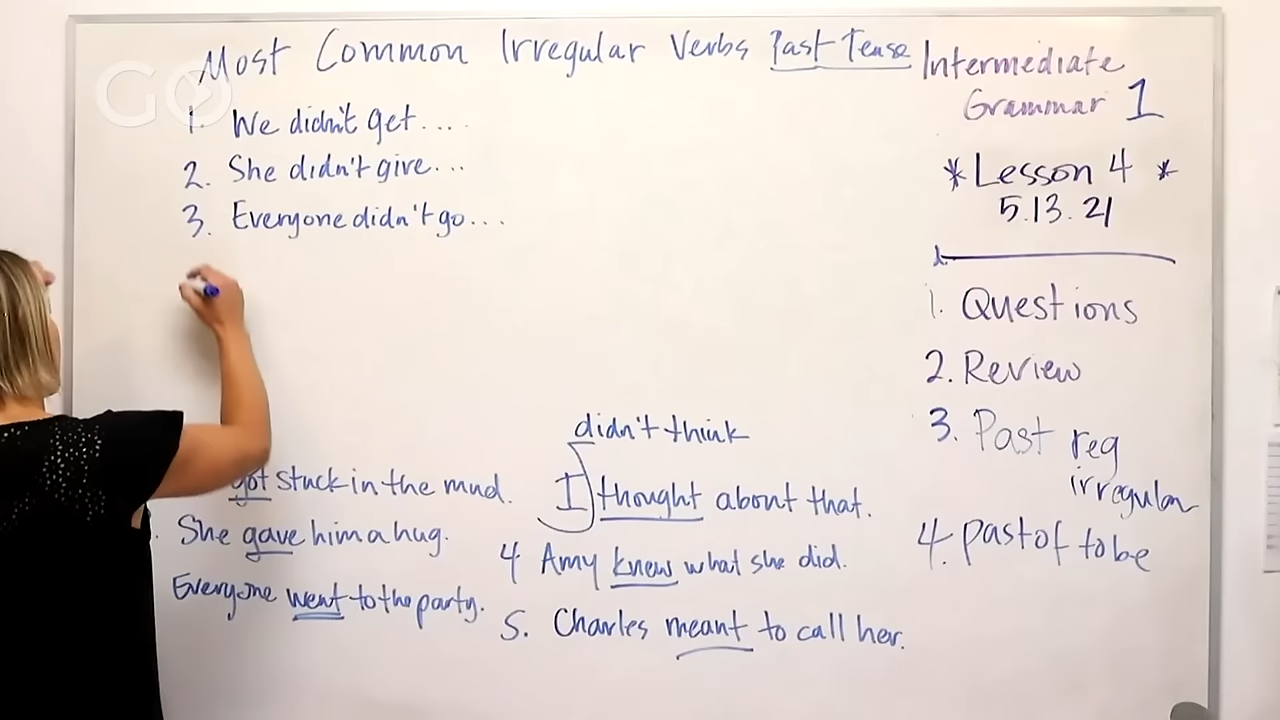 Most Common Irregular Verbs Past Tense
GO
1. We didn't get....
2. She didn't give...
3. Everyone didn't go...
got stuck in the mud.
She gave him a hug.
Everyone went to the party.
didn't think
I thought about that.
4 Amy knew what she did.
5. Charles meant to call her.
Intermediate
Grammar 1
*Lesson 4 *
5.13.21
1. Questions
2. Review
3. Past reg
irregular
4. past of to be